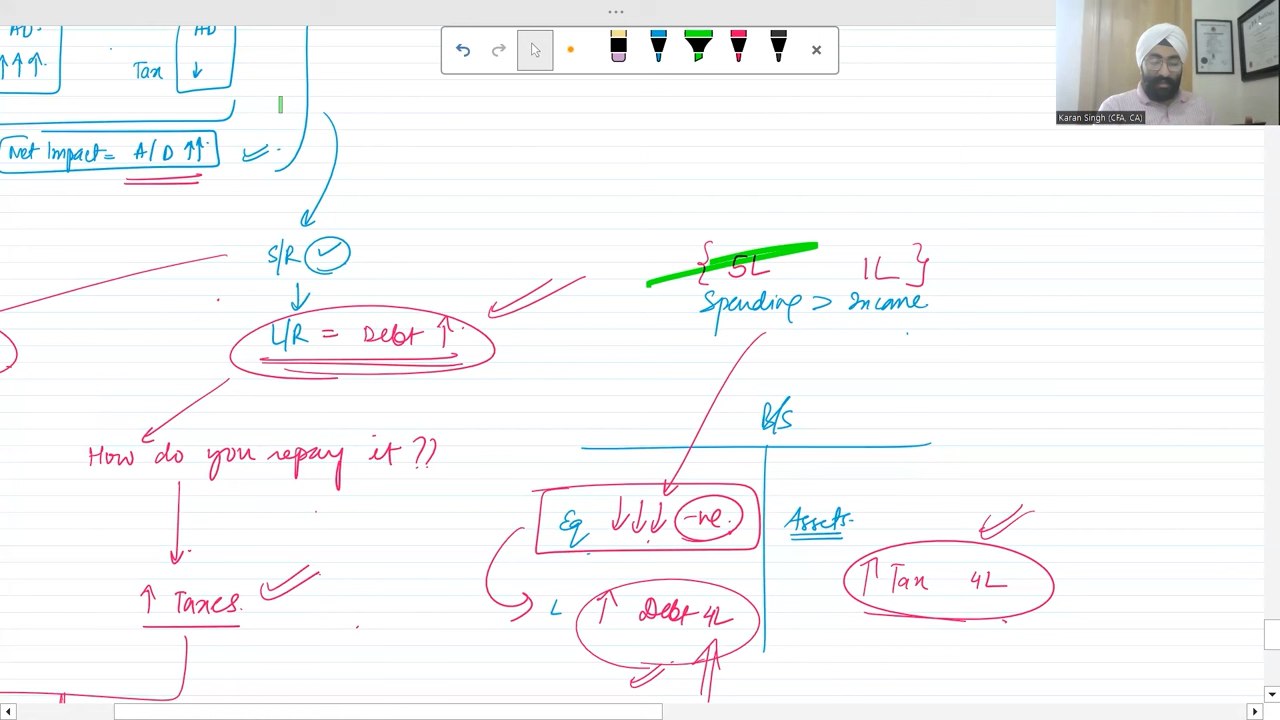 AD.
↑↑↑
AD
Tax ↓
Net Impact = A/D ↑↑
S/R
L/R = Debt ↑
How do you repay it??
↑ Taxes.
{ 5L 1L }
Spending > Income
B/S
Eq ↓↓↓ -ve.
Assets.
L ↑ Debt 4L
↑ Tax 4L
Karan Singh (CFA, CA)